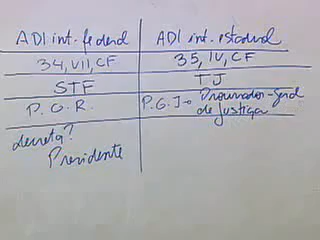 ADI int. federal
ADI int. estadual
34, VII, CF
35, IV, CF
STF
TJ
P. G. R.
P. G. J → Procurador-Geral
de Justiça
decreta?
Presidente